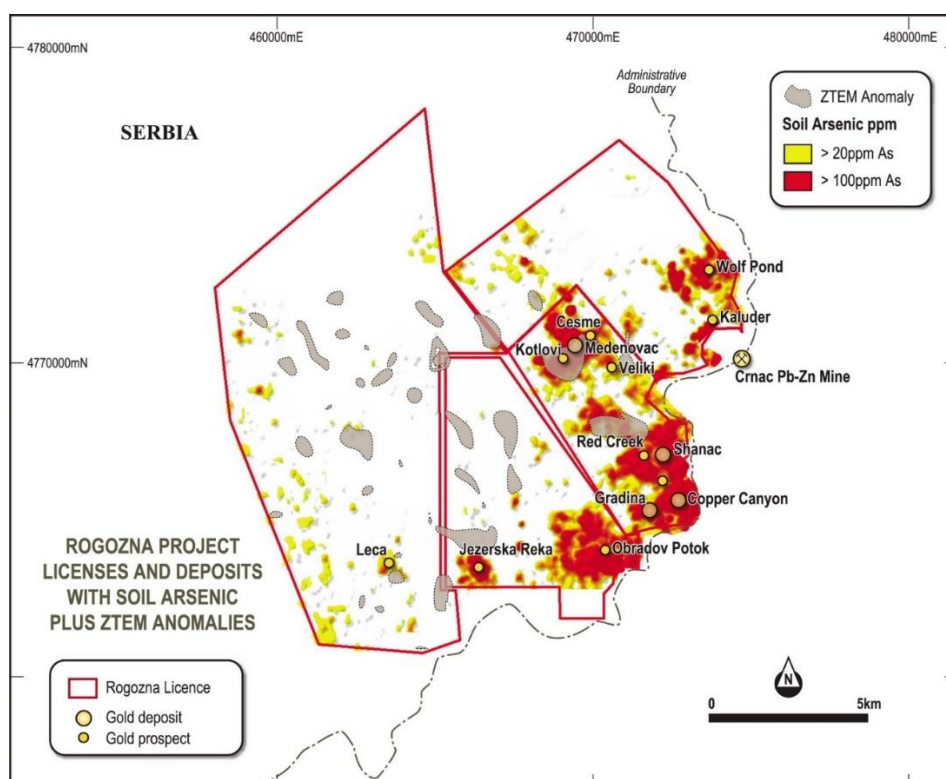 460000mE
470000mE
480000mE
4780000mN
Administrative
Boundary
SERBIA
ZTEM Anomaly
Soil Arsenic ppm
> 20ppm As
> 100ppm As
Wolf Pond
Kaluder
Cesme
Kotlovi
Medenovac
4770000mN
Veliki
Crnac Pb-Zn Mine
Red Creek
Shanac
Gradina
Copper Canyon
ROGOZNA PROJECT
LICENSES AND DEPOSITS
WITH SOIL ARSENIC
PLUS ZTEM ANOMALIES
Leca
Jezerska Reka
Obradov Potok
Rogozna Licence
Gold deposit
Gold prospect
N
0
5km